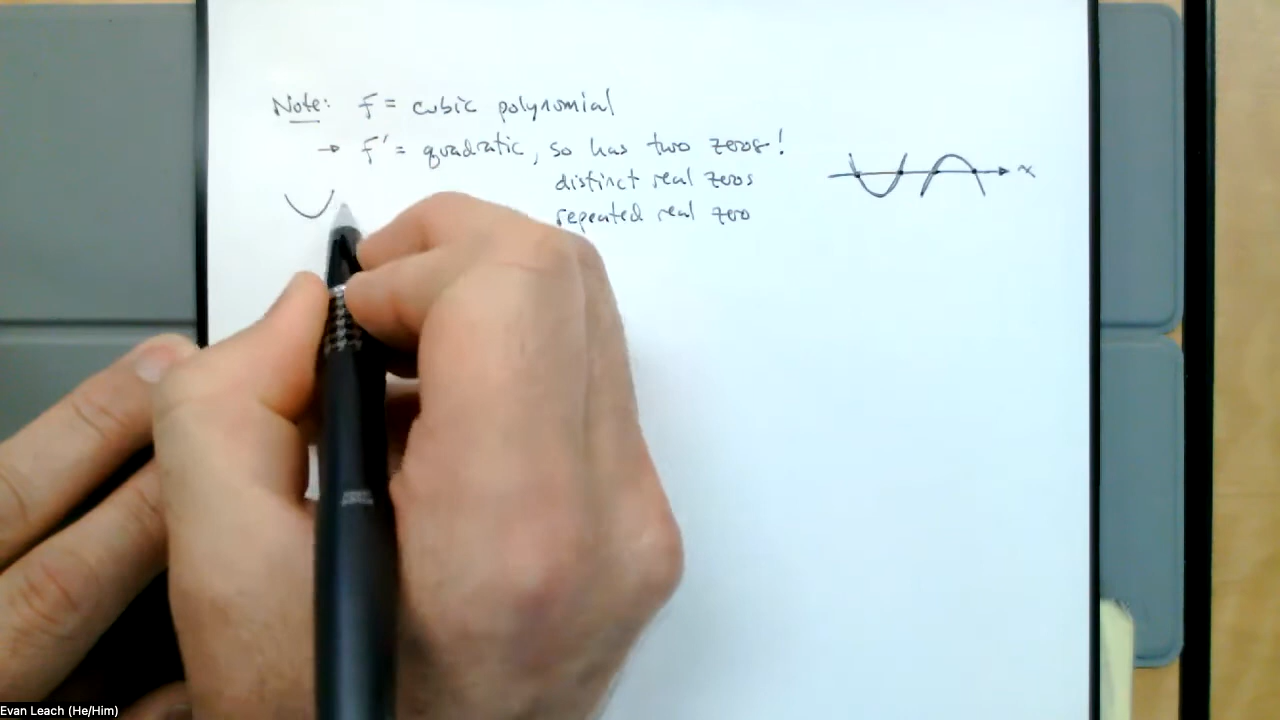 Note: f = cubic polynomial
→ f' = quadratic, so has two zeros!
distinct real zeros
repeated real zero
x
Evan Leach (He/Him)